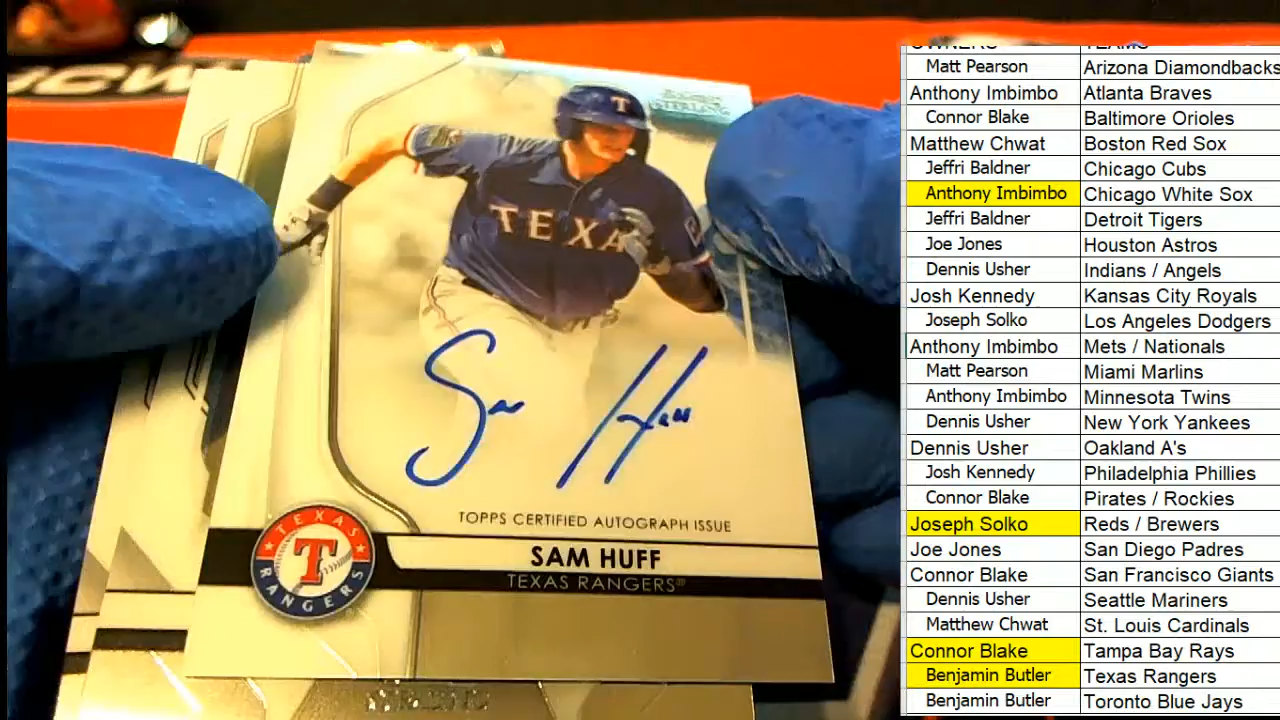 T
TEXA
Sam Huff
TOPPS CERTIFIED AUTOGRAPH ISSUE
SAM HUFF
TEXAS RANGERS®
TEXAS
T
RANGERS
OWNERS TEAMS
Matt Pearson Arizona Diamondbacks
Anthony Imbimbo Atlanta Braves
Connor Blake Baltimore Orioles
Matthew Chwat Boston Red Sox
Jeffri Baldner Chicago Cubs
Anthony Imbimbo Chicago White Sox
Jeffri Baldner Detroit Tigers
Joe Jones Houston Astros
Dennis Usher Indians / Angels
Josh Kennedy Kansas City Royals
Joseph Solko Los Angeles Dodgers
Anthony Imbimbo Mets / Nationals
Matt Pearson Miami Marlins
Anthony Imbimbo Minnesota Twins
Dennis Usher New York Yankees
Dennis Usher Oakland A's
Josh Kennedy Philadelphia Phillies
Connor Blake Pirates / Rockies
Joseph Solko Reds / Brewers
Joe Jones San Diego Padres
Connor Blake San Francisco Giants
Dennis Usher Seattle Mariners
Matthew Chwat St. Louis Cardinals
Connor Blake Tampa Bay Rays
Benjamin Butler Texas Rangers
Benjamin Butler Toronto Blue Jays